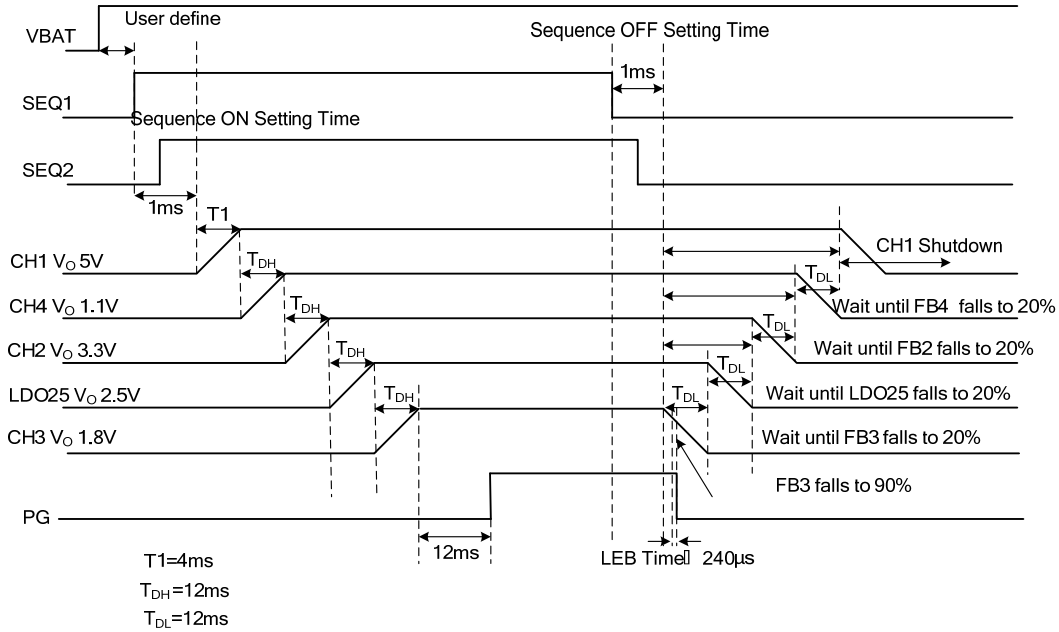 User define
VBAT
Sequence OFF Setting Time
1ms
SEQ1
Sequence ON Setting Time
SEQ2
1ms
T1
CH1 VO 5V
TDH
CH1 Shutdown
TDL
CH4 VO 1.1V
TDH
Wait until FB4 falls to 20%
TDL
CH2 VO 3.3V
TDH
Wait until FB2 falls to 20%
TDL
LDO25 VO 2.5V
TDH
Wait until LDO25 falls to 20%
TDL
CH3 VO 1.8V
Wait until FB3 falls to 20%
FB3 falls to 90%
PG
12ms
LEB Time 240µs
T1=4ms
TDH=12ms
TDL=12ms